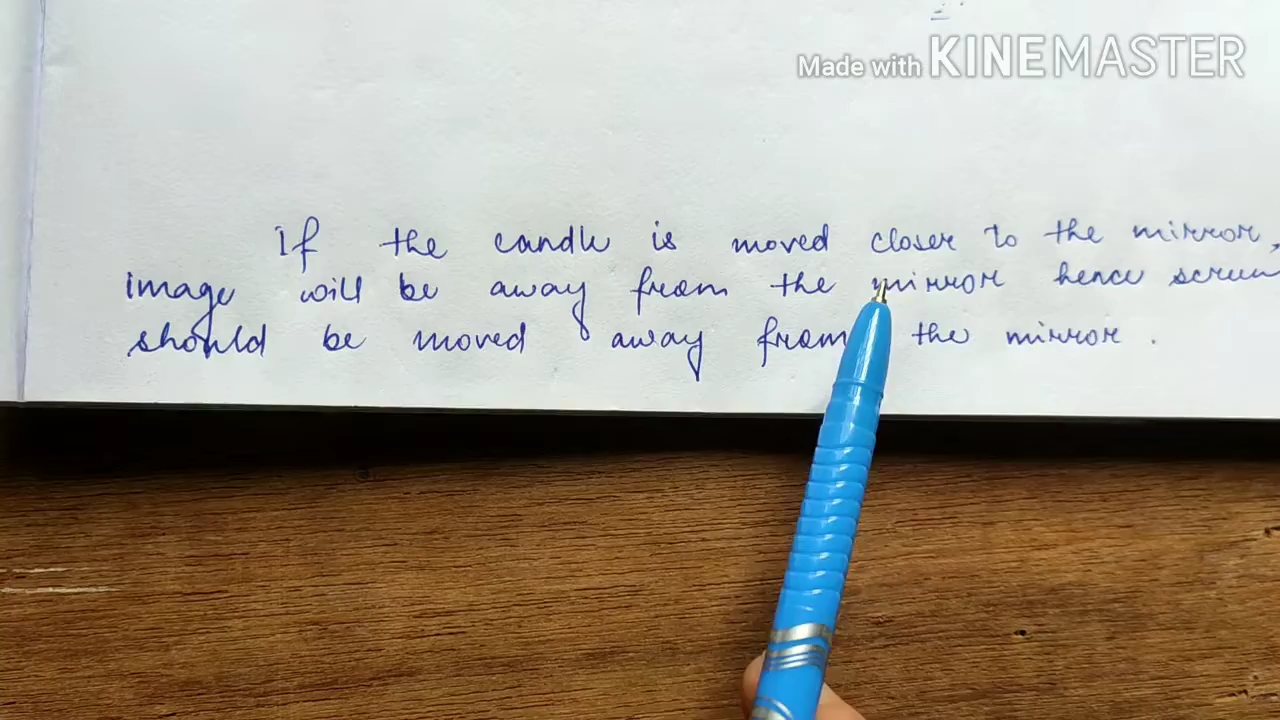 Made with KINEMASTER
If the candle is moved closer to the mirror,
image will be away from the mirror hence screen
should be moved away from the mirror.